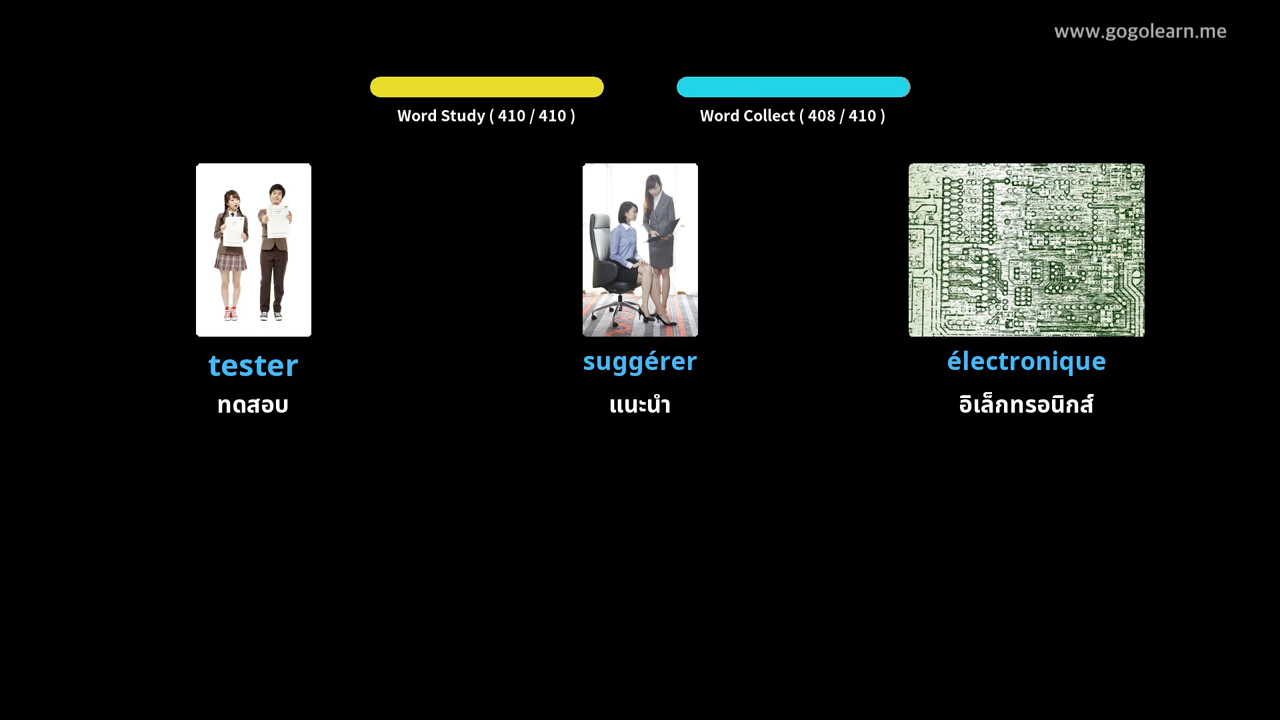 www.gogolearn.me
Word Study ( 410 / 410 )
Word Collect ( 408 / 410 )
tester
suggérer
électronique
ทดสอบ
แนะนำ
อิเล็กทรอนิกส์